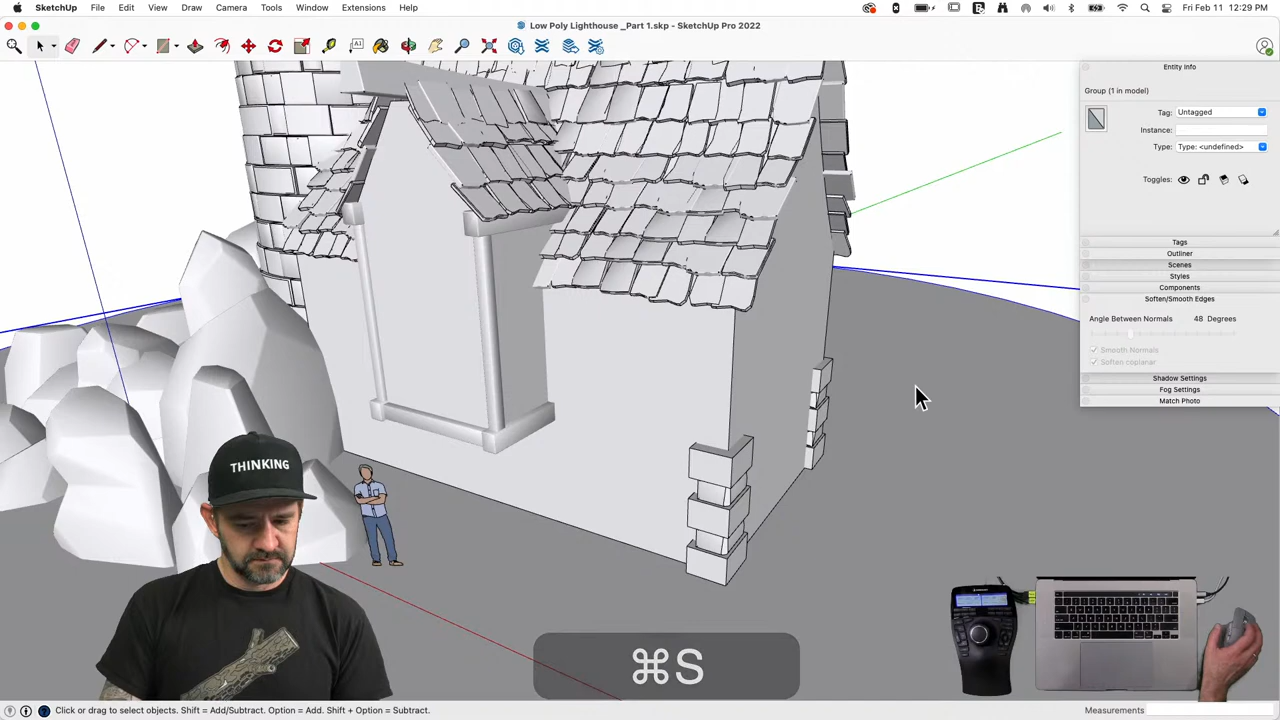 SketchUp File Edit View Draw Camera Tools Window Extensions Help
Fri Feb 11 12:29 PM
Low Poly Lighthouse _Part 1.skp - SketchUp Pro 2022
Entity Info
Group (1 in model)
Tag: Untagged
Instance:
Type: Type: <undefined>
Toggles:
Tags
Outliner
Scenes
Styles
Components
Soften/Smooth Edges
Angle Between Normals 48 Degrees
Smooth Normals
Soften coplanar
Shadow Settings
Fog Settings
Match Photo
THINKING
⌘S
Click or drag to select objects. Shift = Add/Subtract. Option = Add. Shift + Option = Subtract.
Measurements